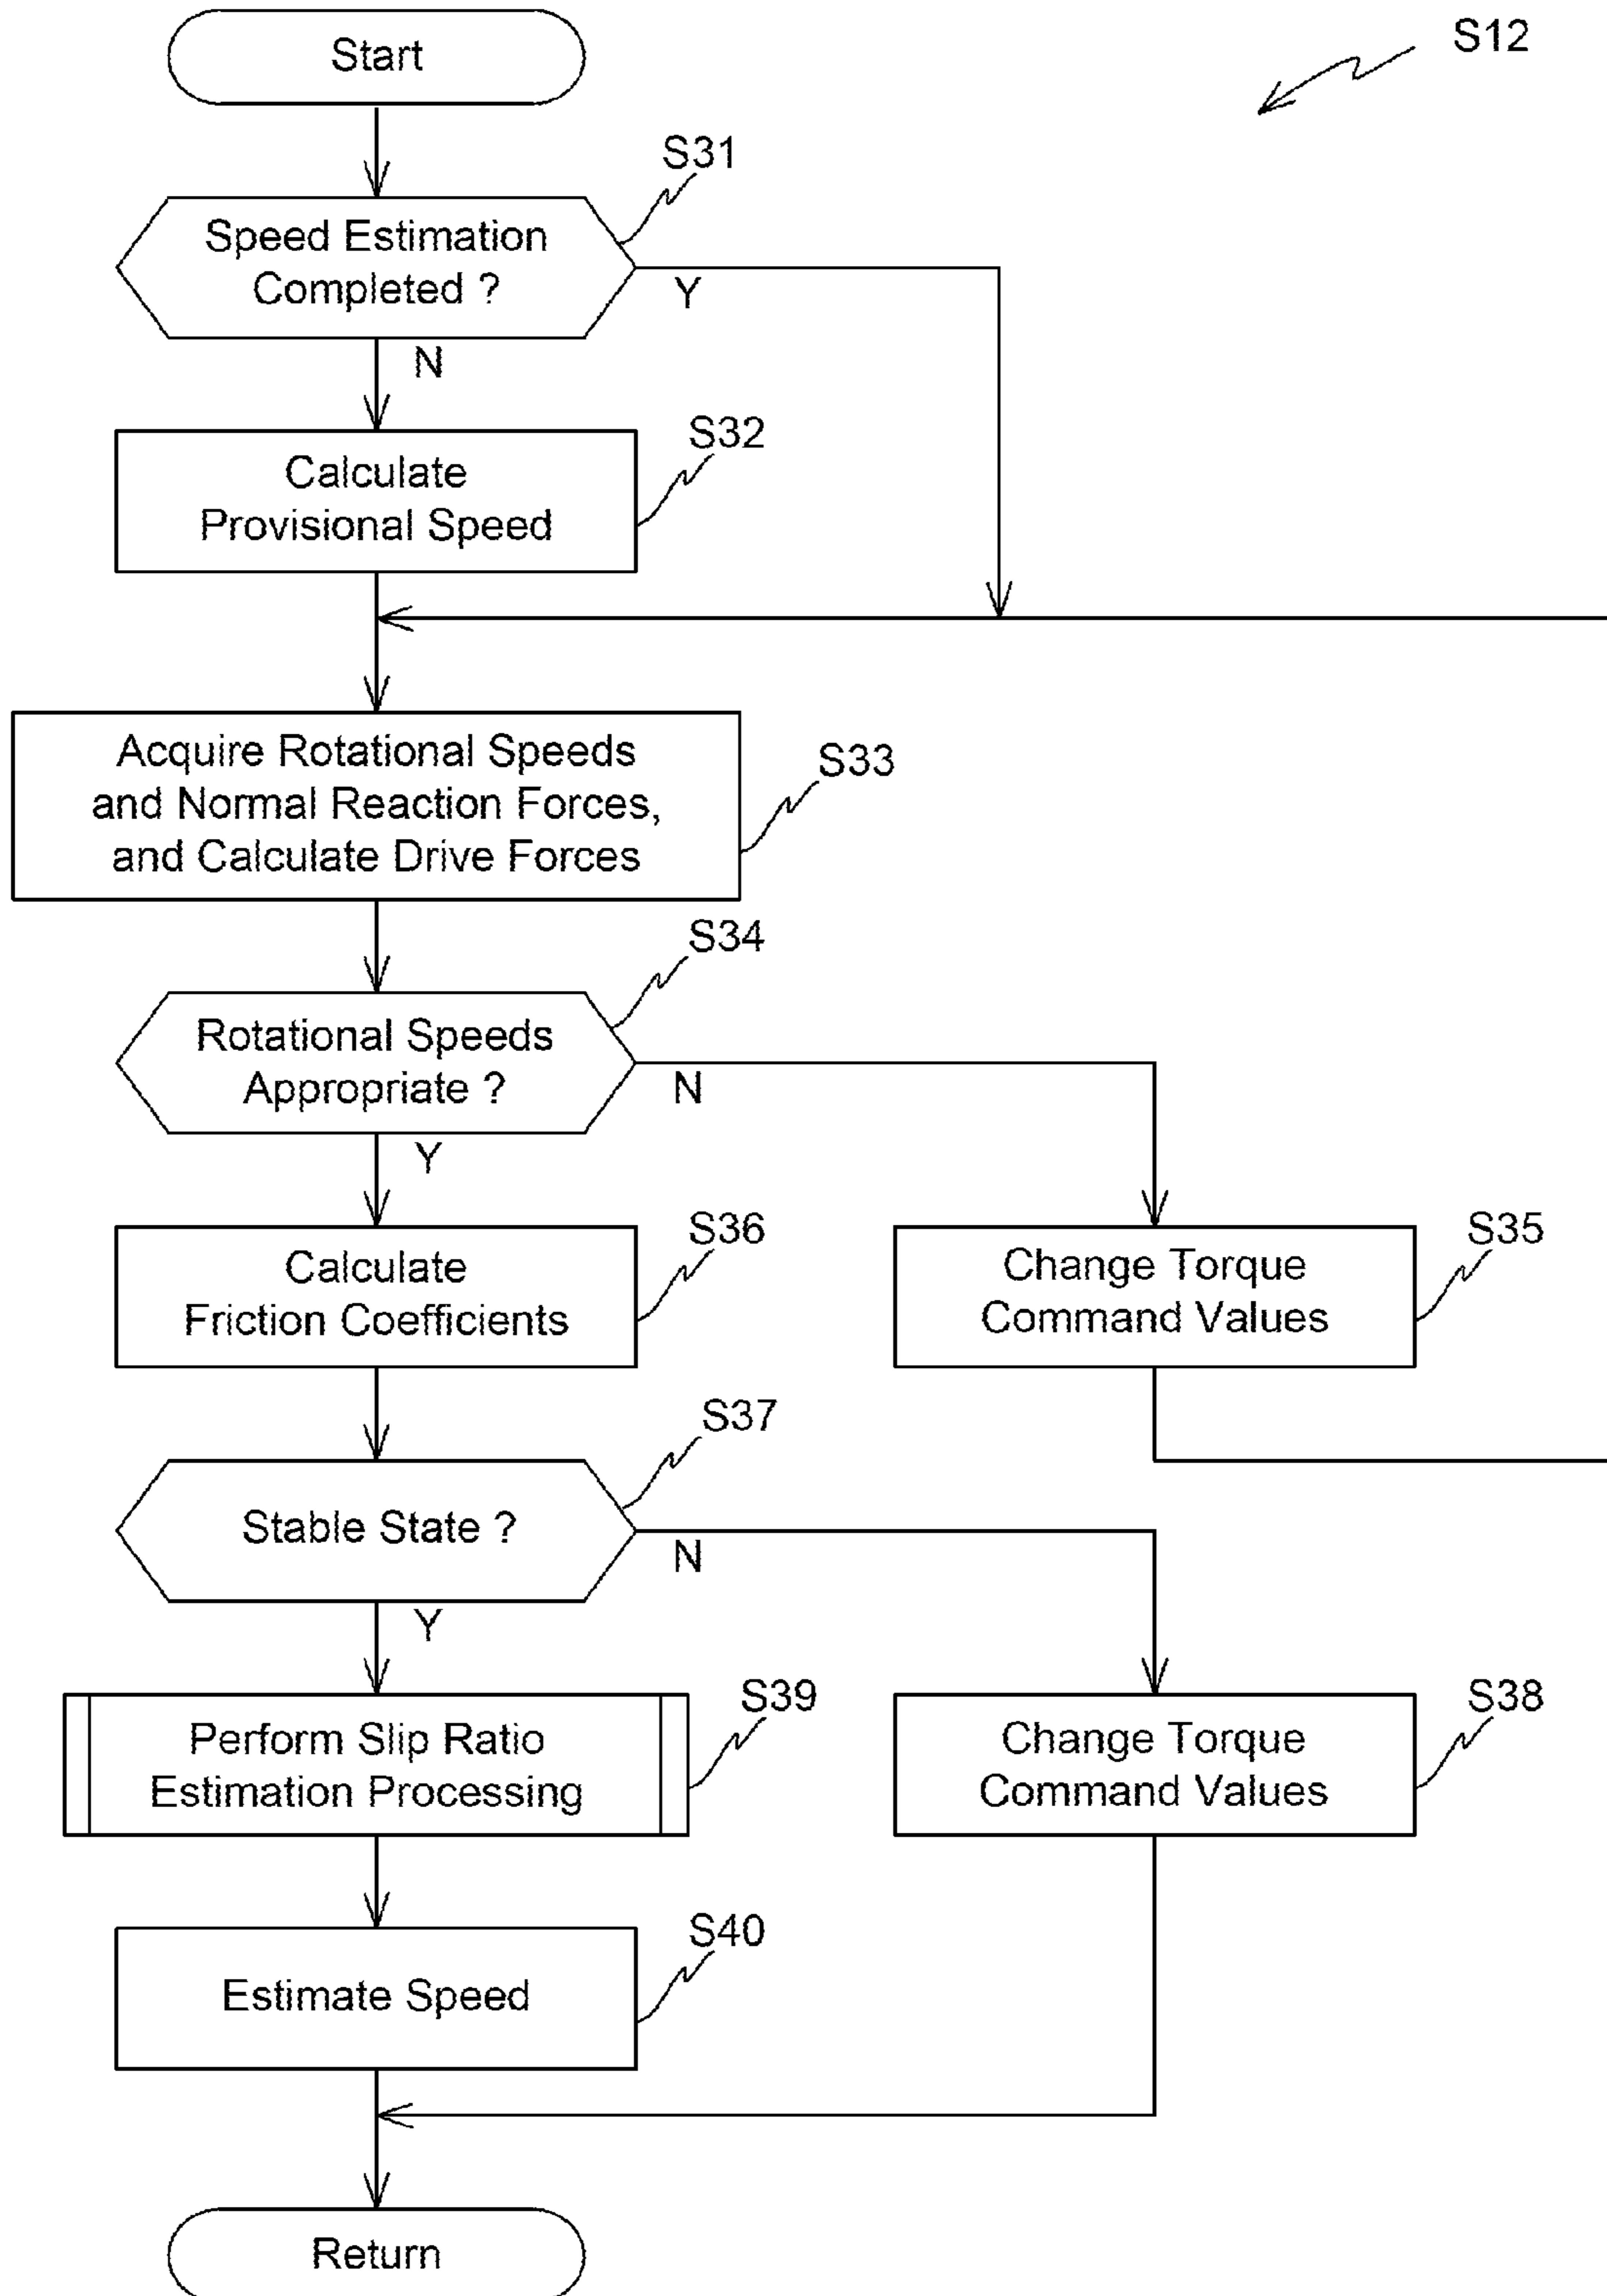 Start
S12
S31
Speed Estimation
Completed ?
Y
N
S32
Calculate
Provisional Speed
S33
Acquire Rotational Speeds
and Normal Reaction Forces,
and Calculate Drive Forces
S34
Rotational Speeds
Appropriate ?
N
Y
S36
Calculate
Friction Coefficients
S35
Change Torque
Command Values
S37
Stable State ?
N
Y
S39
Perform Slip Ratio
Estimation Processing
S38
Change Torque
Command Values
S40
Estimate Speed
Return